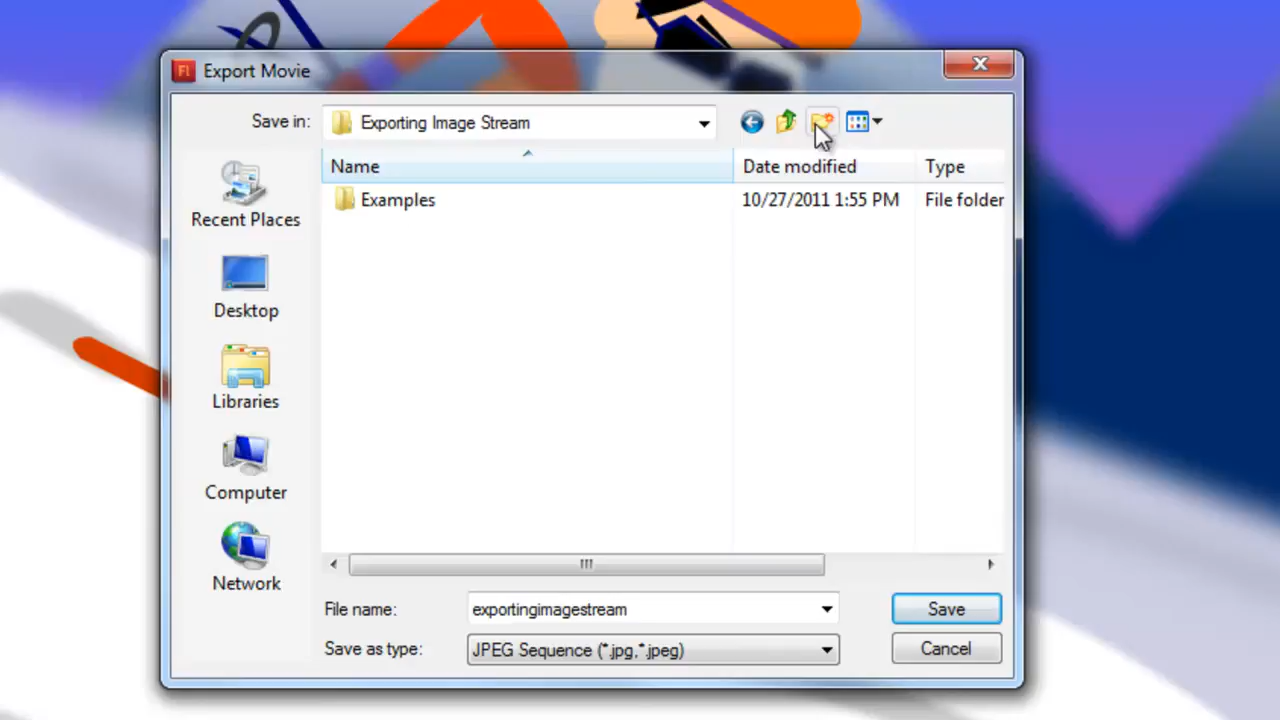 Fl Export Movie
Save in: Exporting Image Stream
Name Date modified Type
Examples 10/27/2011 1:55 PM File folder
Recent Places
Desktop
Libraries
Computer
Network
File name: exportingimagestream Save
Save as type: JPEG Sequence (*.jpg,*.jpeg) Cancel